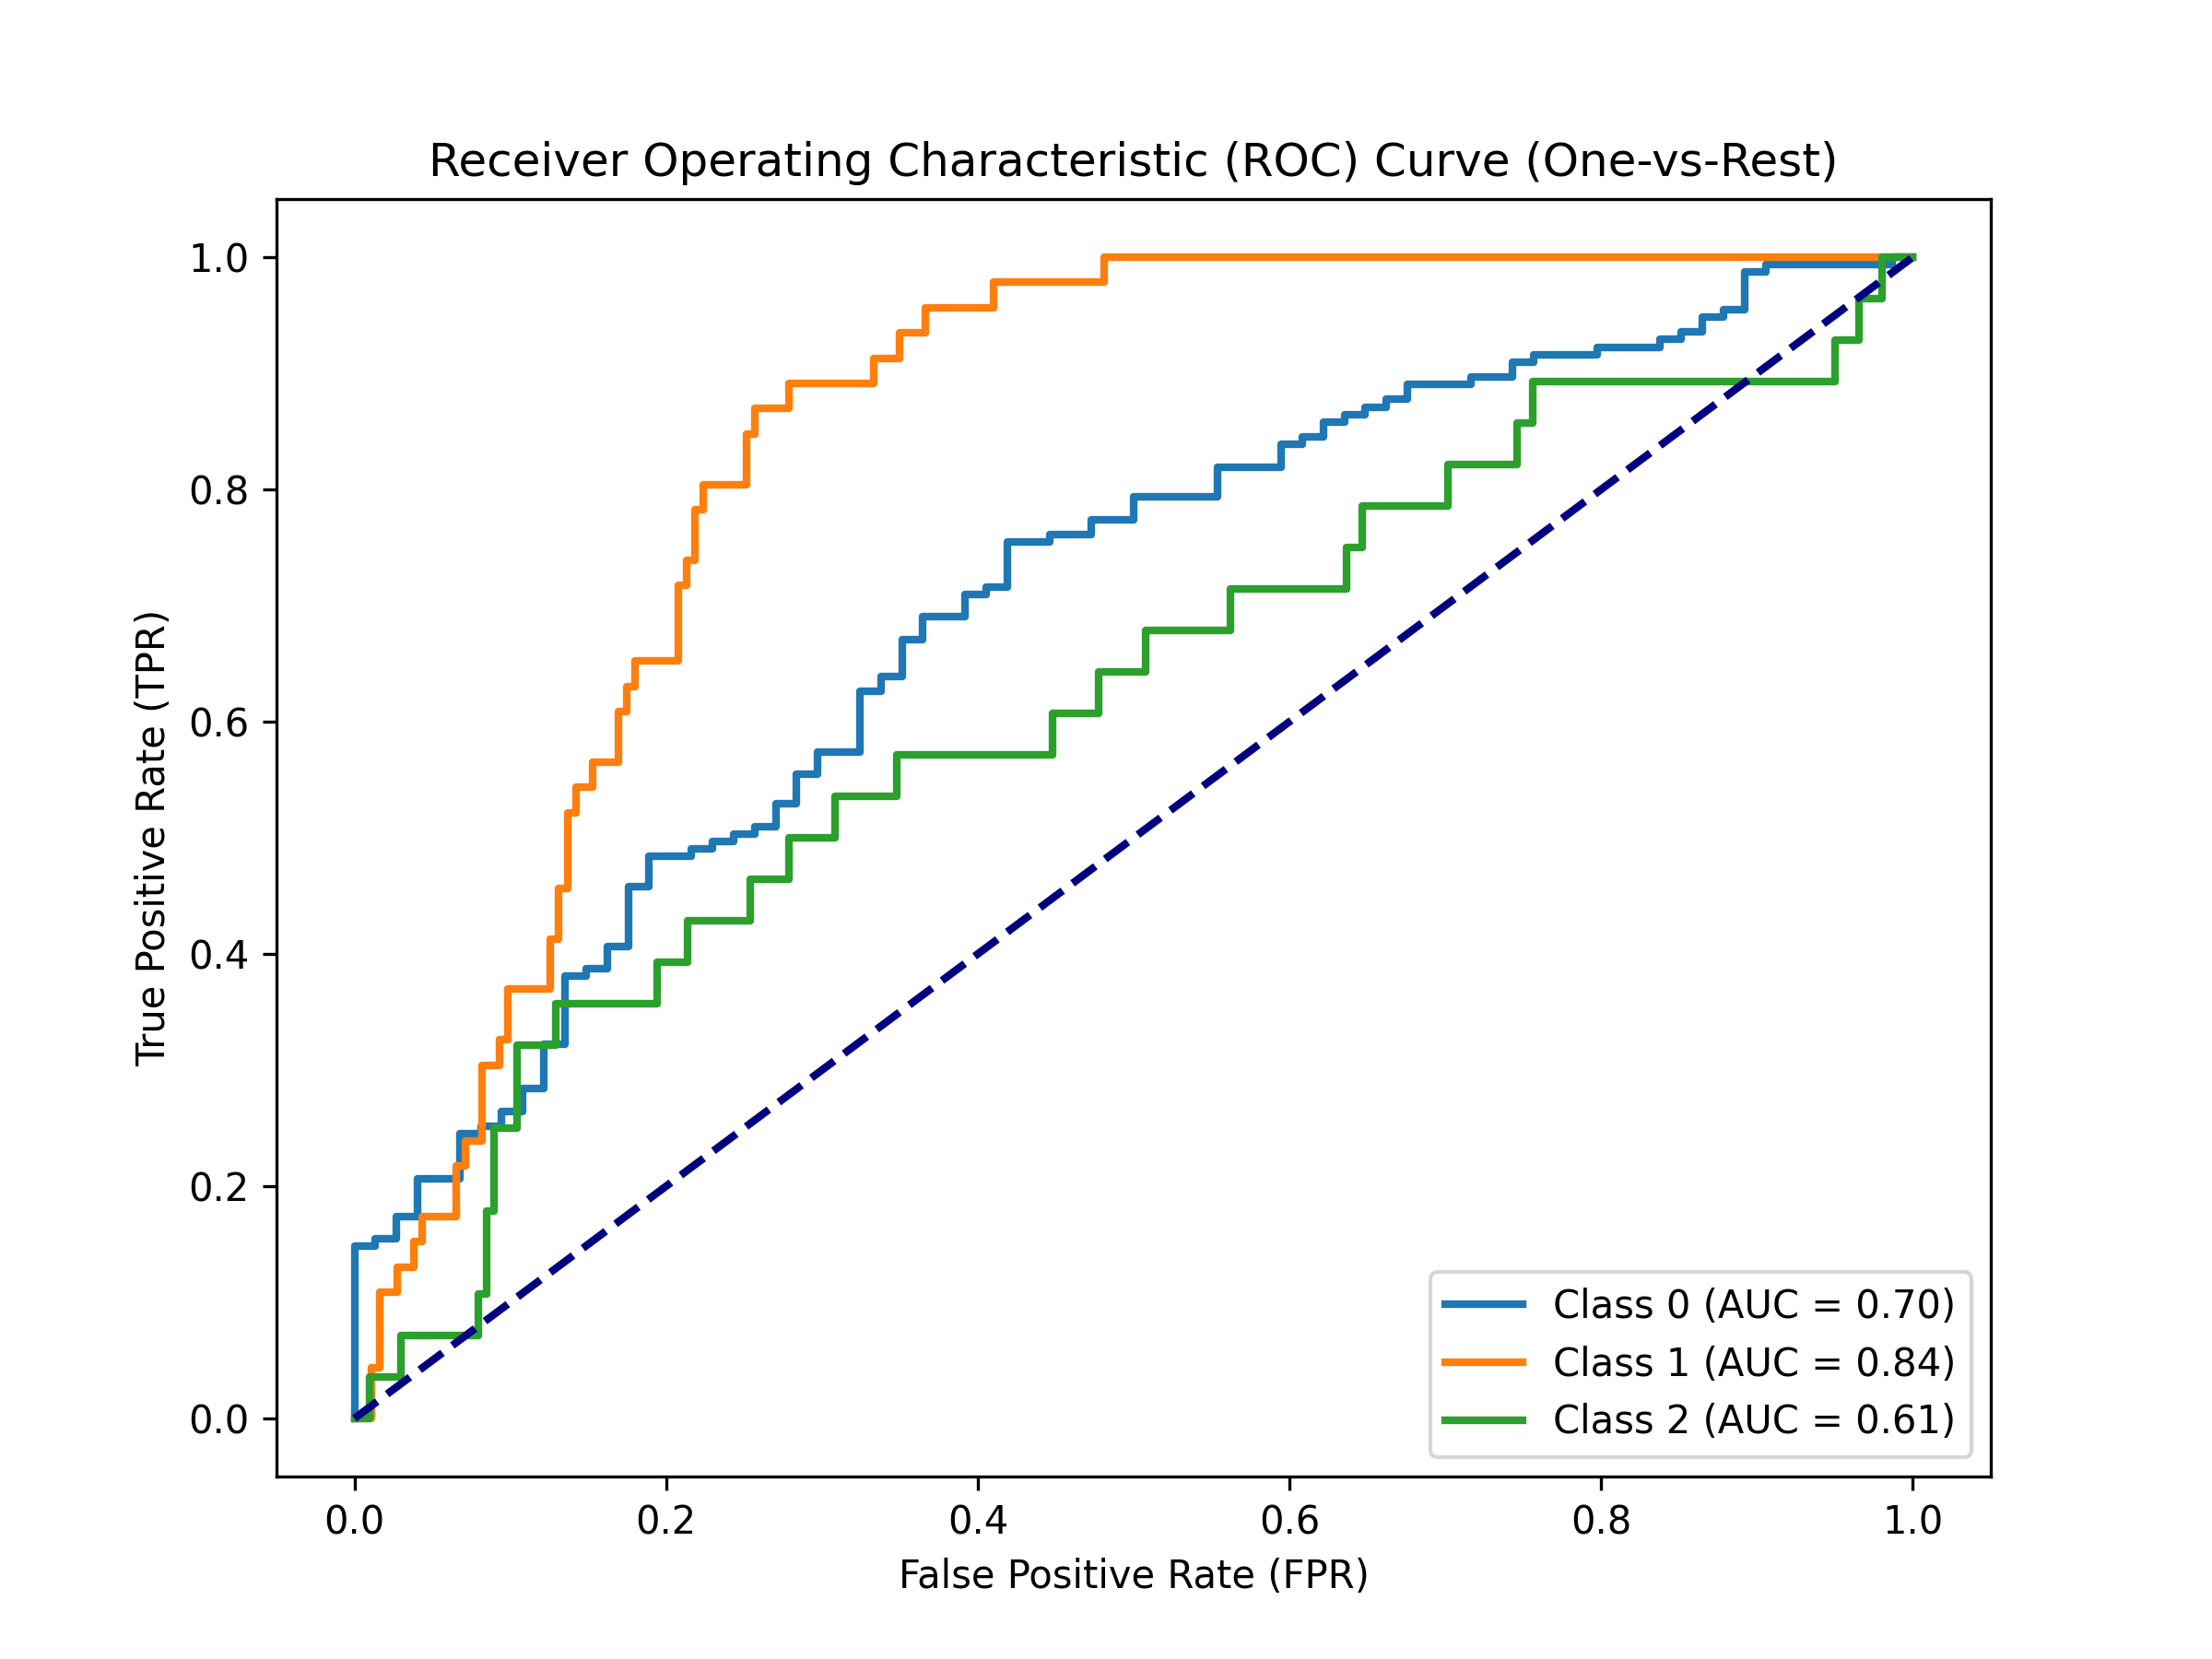 Receiver Operating Characteristic (ROC) Curve (One-vs-Rest)
True Positive Rate (TPR)
1.0
0.8
0.6
0.4
0.2
0.0
0.0 0.2 0.4 0.6 0.8 1.0
False Positive Rate (FPR)
Class 0 (AUC = 0.70)
Class 1 (AUC = 0.84)
Class 2 (AUC = 0.61)